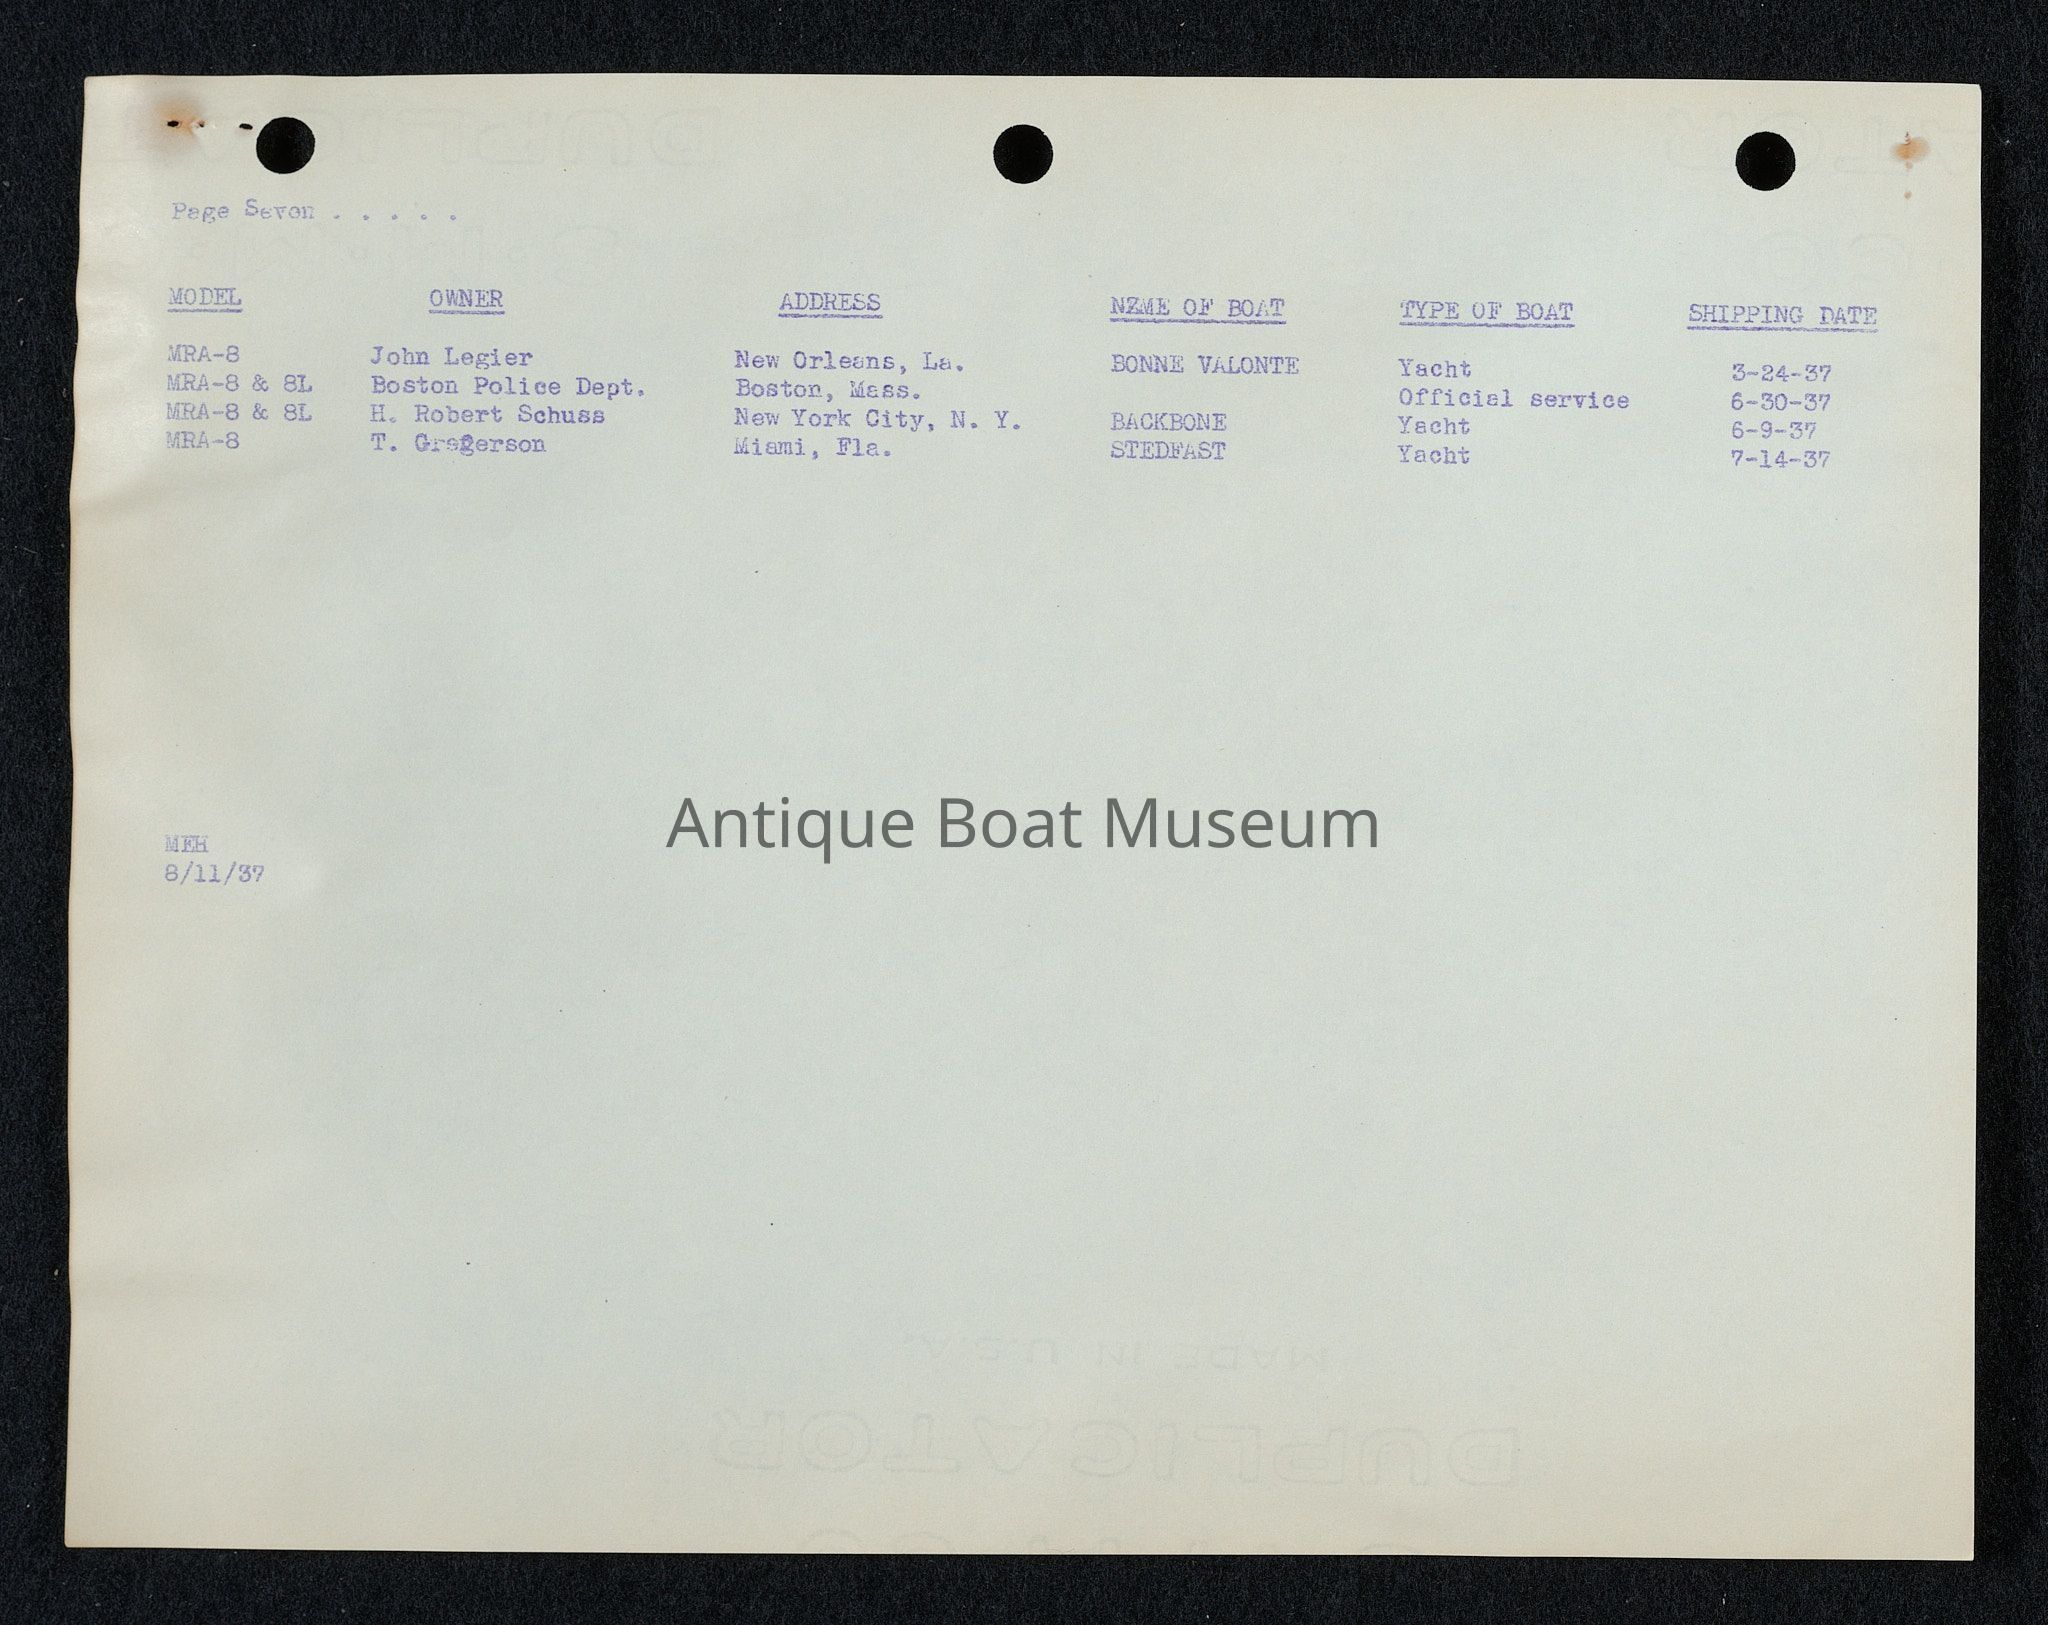 Page Seven . . . . .
MODEL OWNER ADDRESS NZME OF BOAT TYPE OF BOAT SHIPPING DATE
MRA-8 John Legier New Orleans, La. BONNE VALONTE Yacht 3-24-37
MRA-8 & 8L Boston Police Dept. Boston, Mass. Official service 6-30-37
MRA-8 & 8L H. Robert Schuss New York City, N. Y. BACKBONE Yacht 6-9-37
MRA-8 T. Gregerson Miami, Fla. STEDFAST Yacht 7-14-37
Antique Boat Museum
MEH
8/11/37
MADE IN U.S.A.
DUPLICATOR